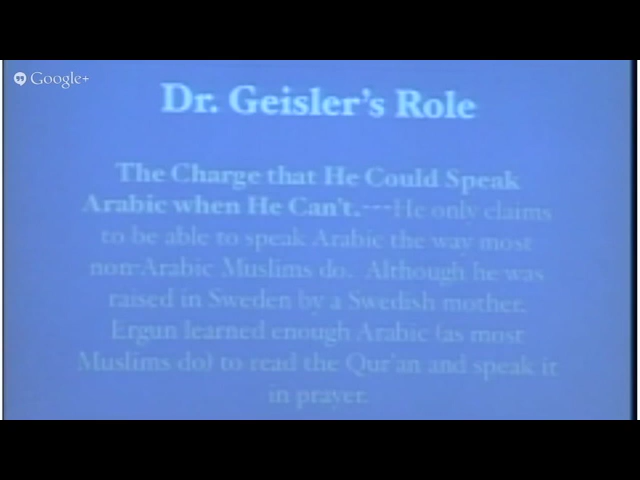 Google+
Dr. Geisler's Role
The Charge that He Could Speak
Arabic when He Can't.---He only claims
to be able to speak Arabic the way most
non-Arabic Muslims do. Although he was
raised in Sweden by a Swedish mother,
Ergun learned enough Arabic (as most
Muslims do) to read the Qur'an and speak it
in prayer.